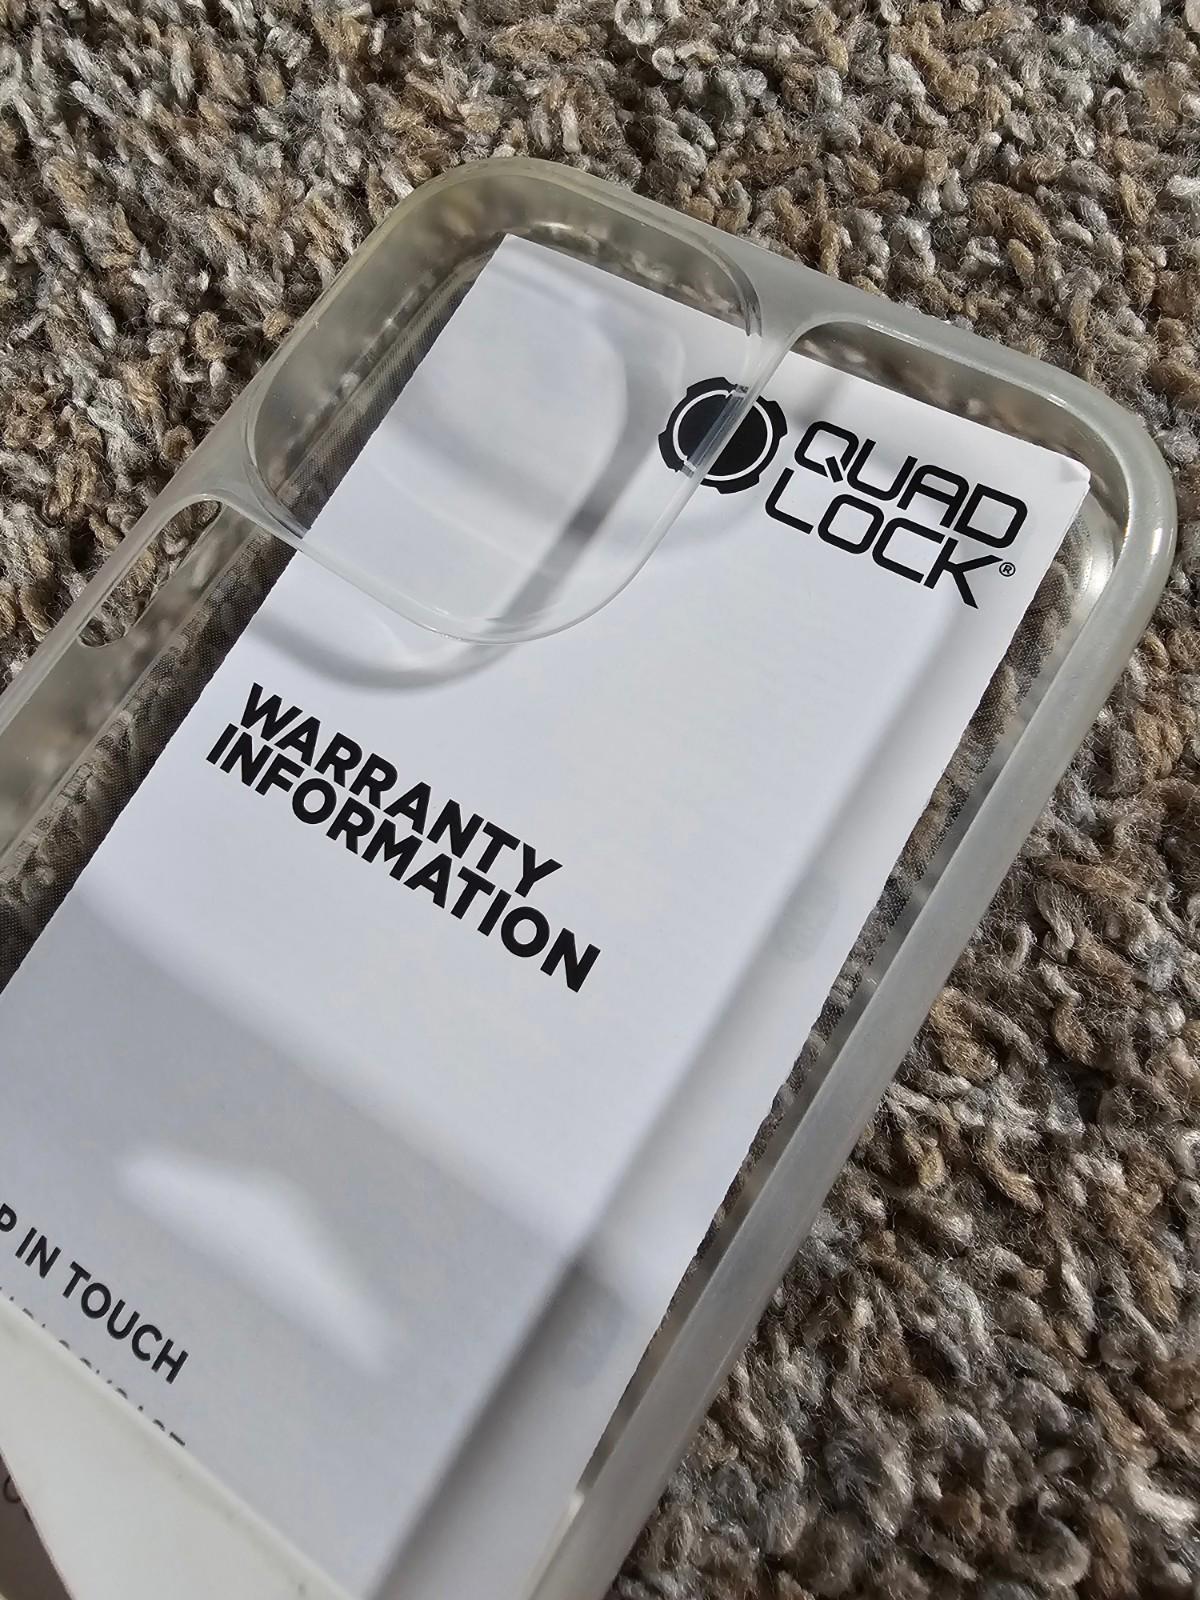 QUAD
LOCK®
WARRANTY
INFORMATION
IN TOUCH